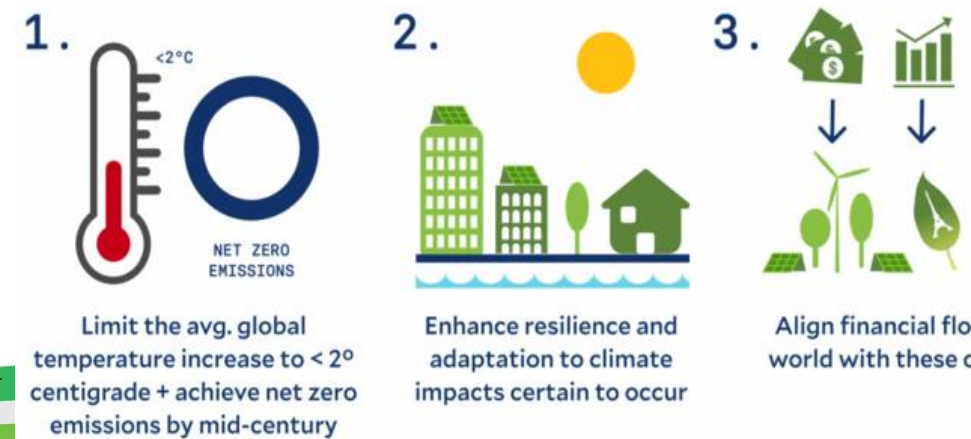 1.
<2°C
NET ZERO
EMISSIONS
Limit the avg. global
temperature increase to < 2º
centigrade + achieve net zero
emissions by mid-century
2.
Enhance resilience and
adaptation to climate
impacts certain to occur
3.
$
Align financial
world with these